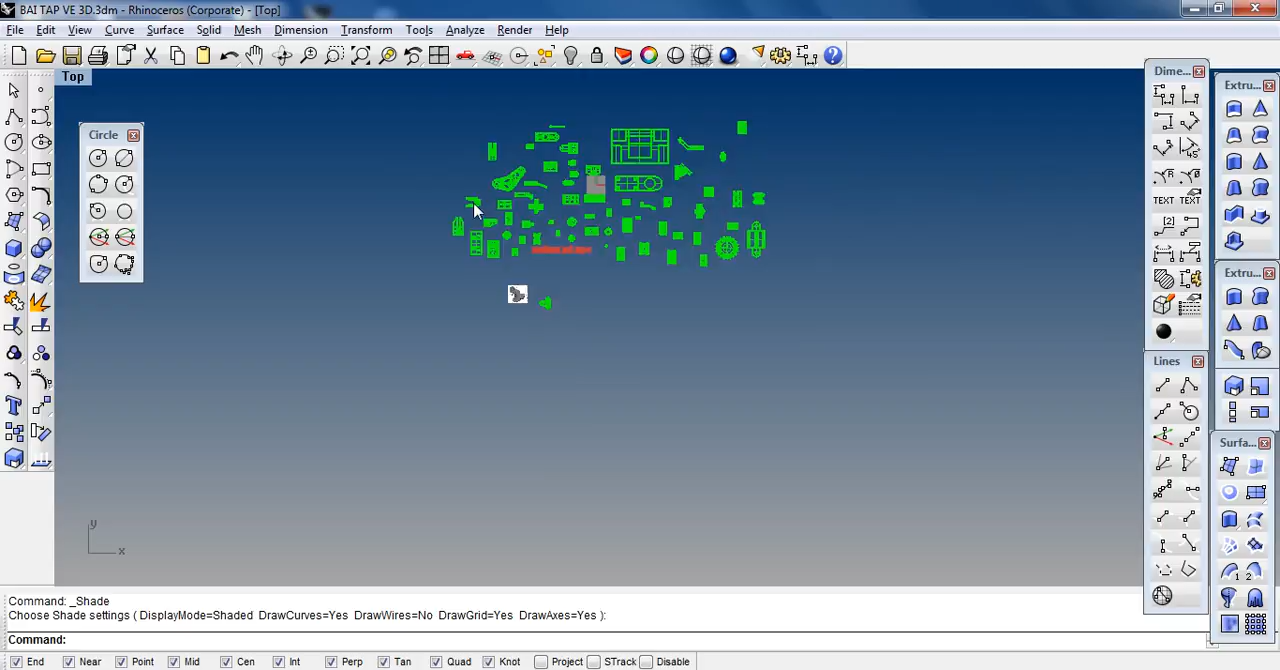 BAI TAP VE 3D.3dm - Rhinoceros (Corporate) - [Top]
File Edit View Curve Surface Solid Mesh Dimension Transform Tools Analyze Render Help
Top
Dime...
Extru...
Circle
TEXT TEXT
Extru...
Lines
Surfa...
y
x
Command: _Shade
Choose Shade settings ( DisplayMode=Shaded DrawCurves=Yes DrawWires=No DrawGrid=Yes DrawAxes=Yes ):
Command:
End Near Point Mid Cen Int Perp Tan Quad Knot Project STrack Disable